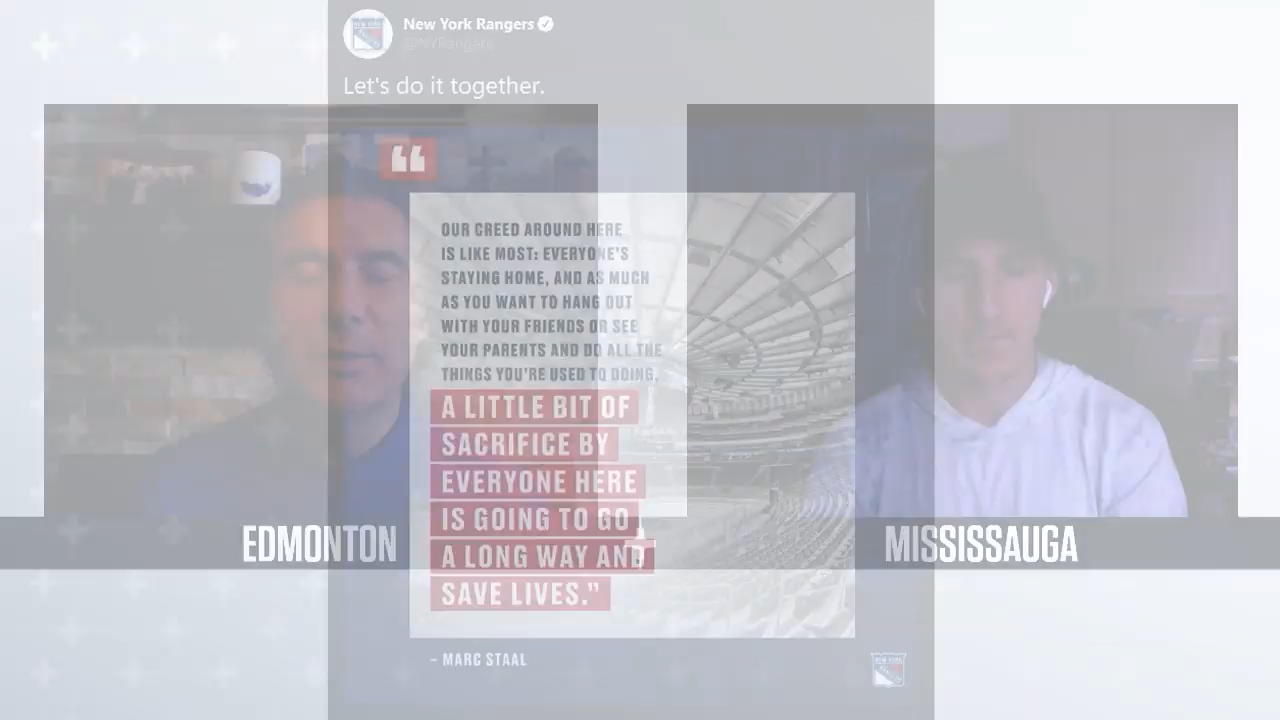 New York Rangers
@NYRangers
Let's do it together.
“
OUR CREED AROUND HERE
IS LIKE MOST: EVERYONE'S
STAYING HOME, AND AS MUCH
AS YOU WANT TO HANG OUT
WITH YOUR FRIENDS OR SEE
YOUR PARENTS AND DO ALL THE
THINGS YOU'RE USED TO DOING,
A LITTLE BIT OF
SACRIFICE BY
EVERYONE HERE
IS GOING TO GO
A LONG WAY AND
SAVE LIVES.”
– MARC STAAL
EDMONTON
MISSISSAUGA
NEW YORK